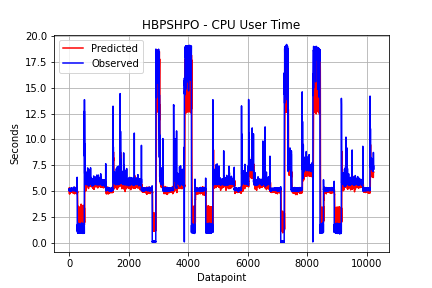 HBPSHPO - CPU User Time
20.0
17.5
15.0
12.5
10.0
7.5
5.0
2.5
0.0
Seconds
Predicted
Observed
0 2000 4000 6000 8000 10000
Datapoint